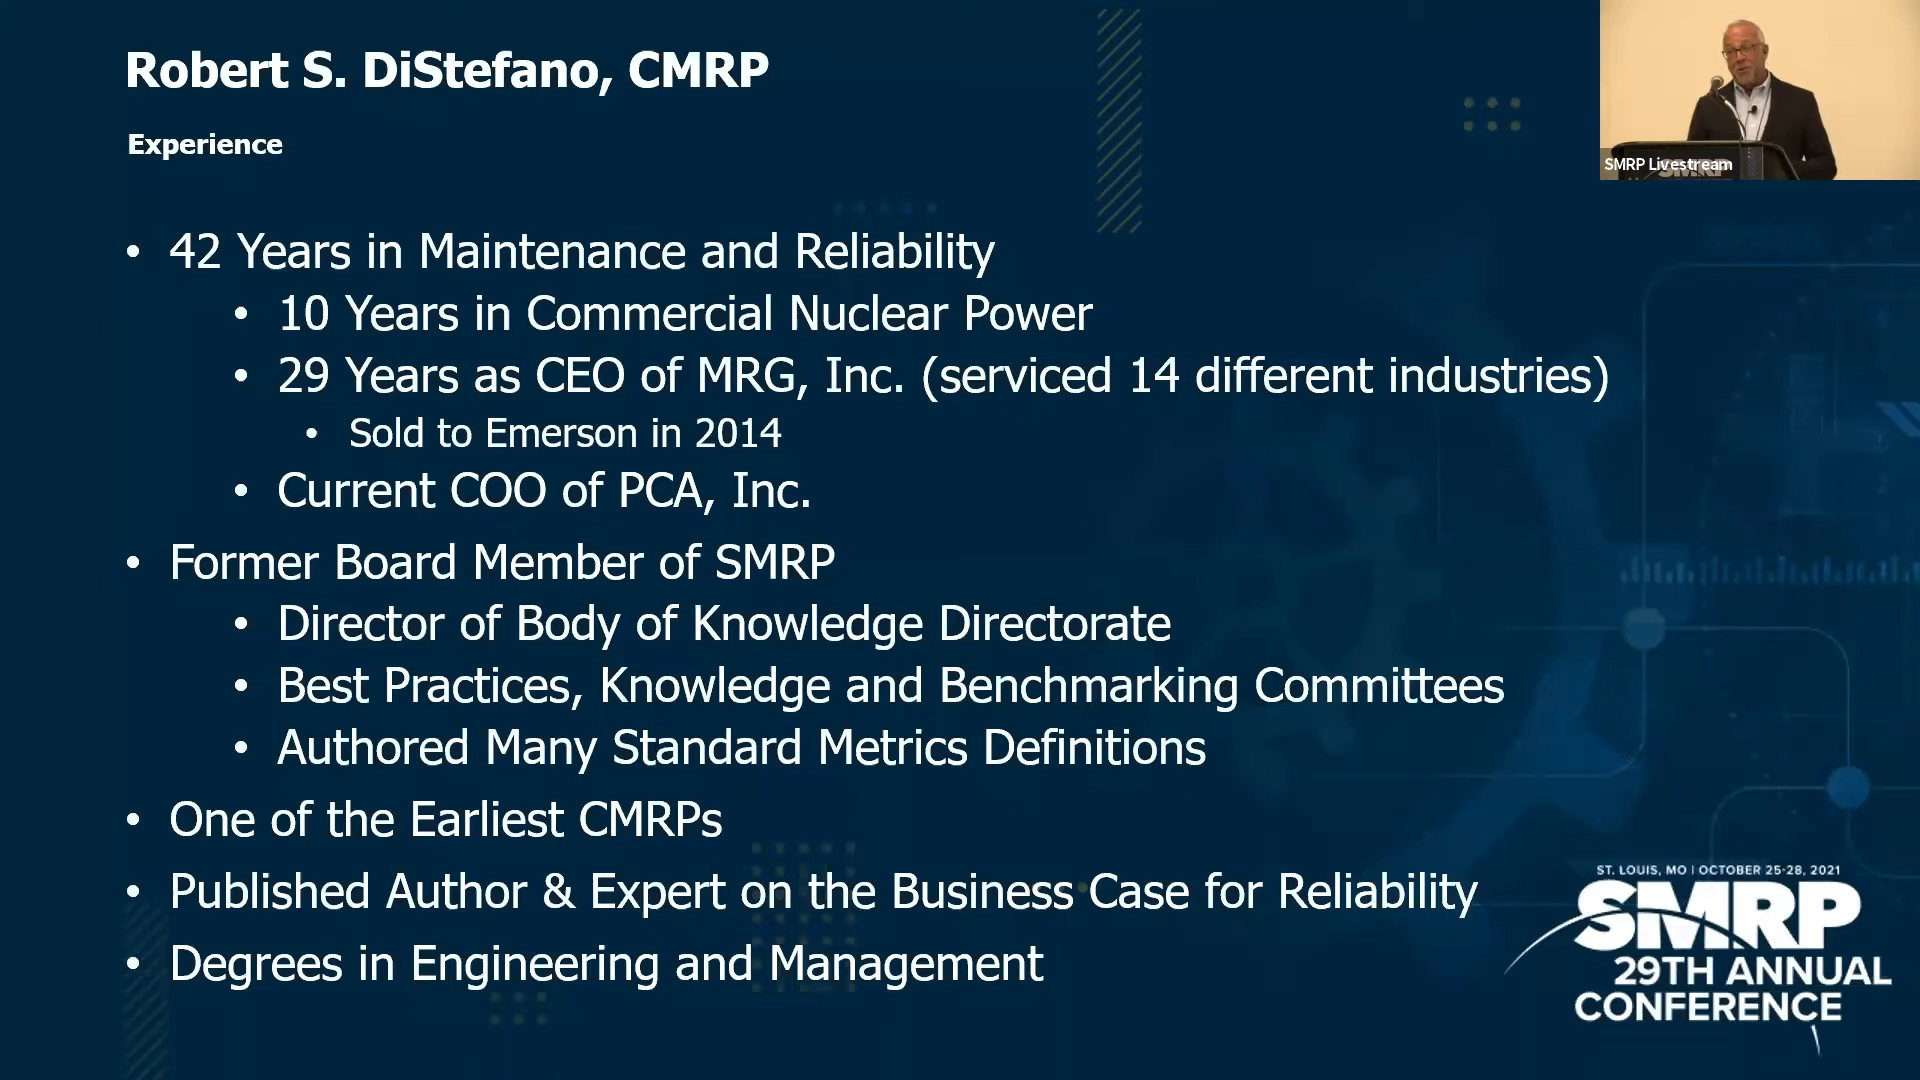 Robert S. DiStefano, CMRP
Experience
SMRP Livestream
SMRP
• 42 Years in Maintenance and Reliability
• 10 Years in Commercial Nuclear Power
• 29 Years as CEO of MRG, Inc. (serviced 14 different industries)
• Sold to Emerson in 2014
• Current COO of PCA, Inc.
• Former Board Member of SMRP
• Director of Body of Knowledge Directorate
• Best Practices, Knowledge and Benchmarking Committees
• Authored Many Standard Metrics Definitions
• One of the Earliest CMRPs
• Published Author & Expert on the Business Case for Reliability
• Degrees in Engineering and Management
ST. LOUIS, MO | OCTOBER 25-28, 2021
SMRP
29TH ANNUAL
CONFERENCE